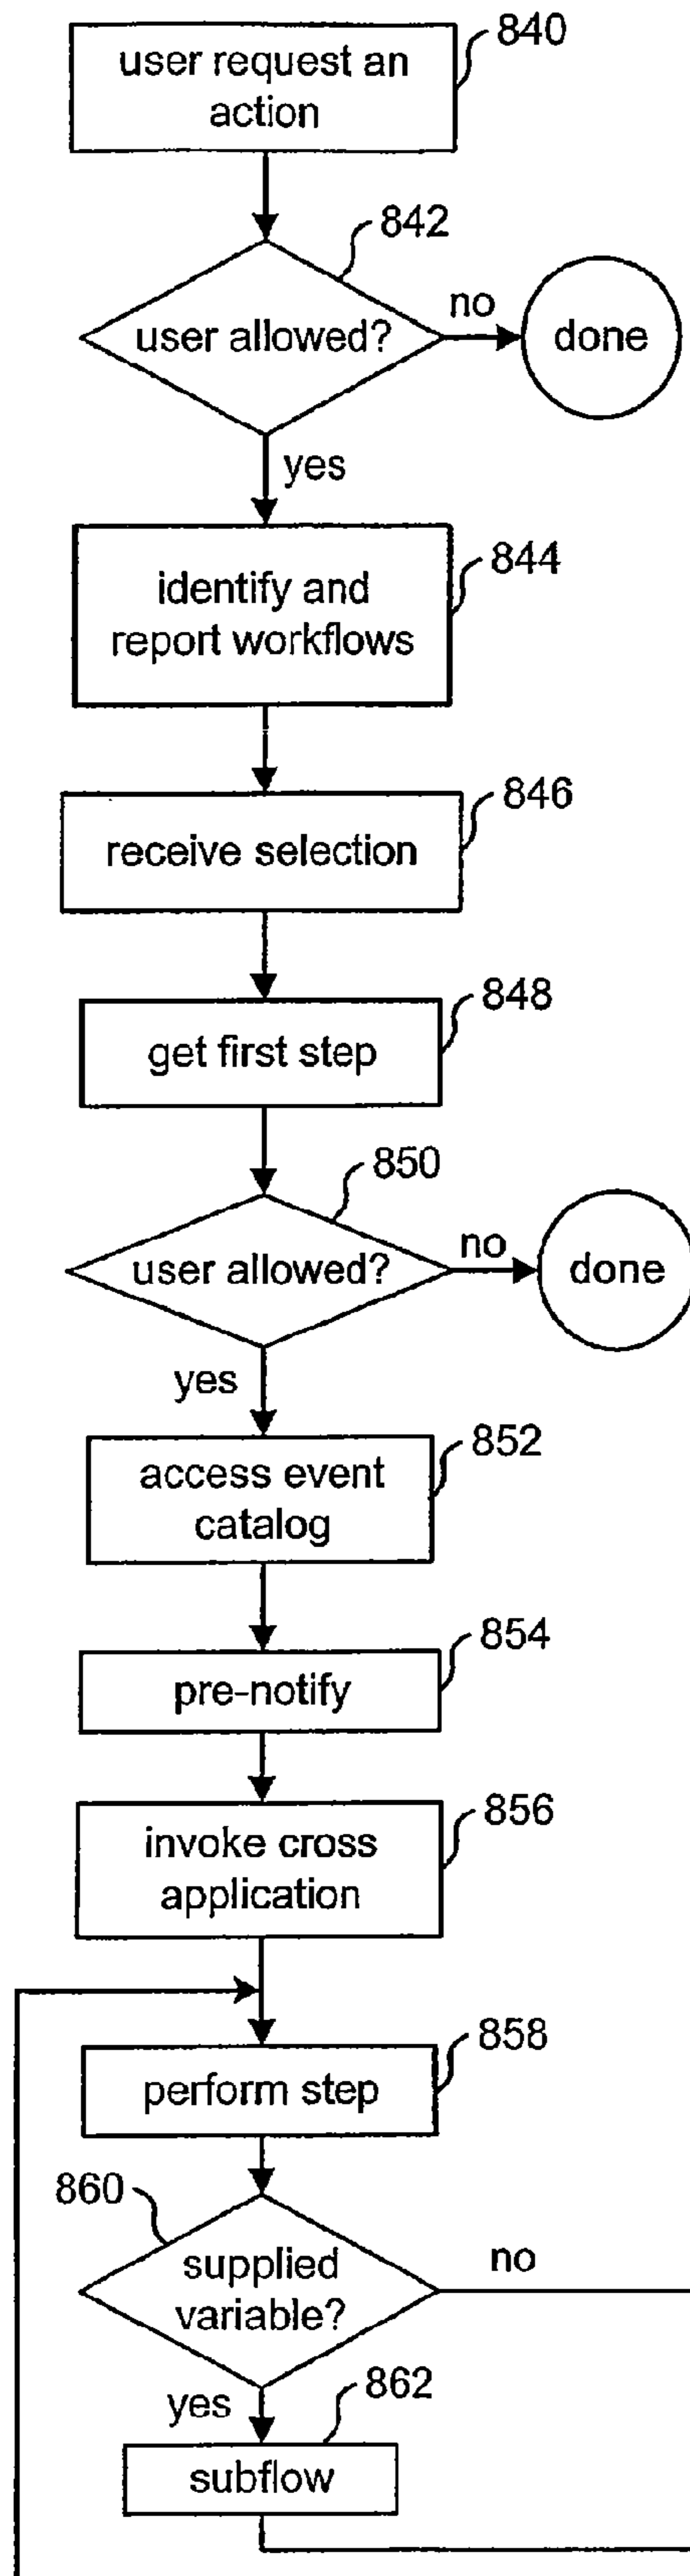 840
user request an
action
842
user allowed?
no
done
yes
844
identify and
report workflows
846
receive selection
848
get first step
850
user allowed?
no
done
yes
852
access event
catalog
854
pre-notify
856
invoke cross
application
858
perform step
860
supplied
variable?
no
yes
862
subflow